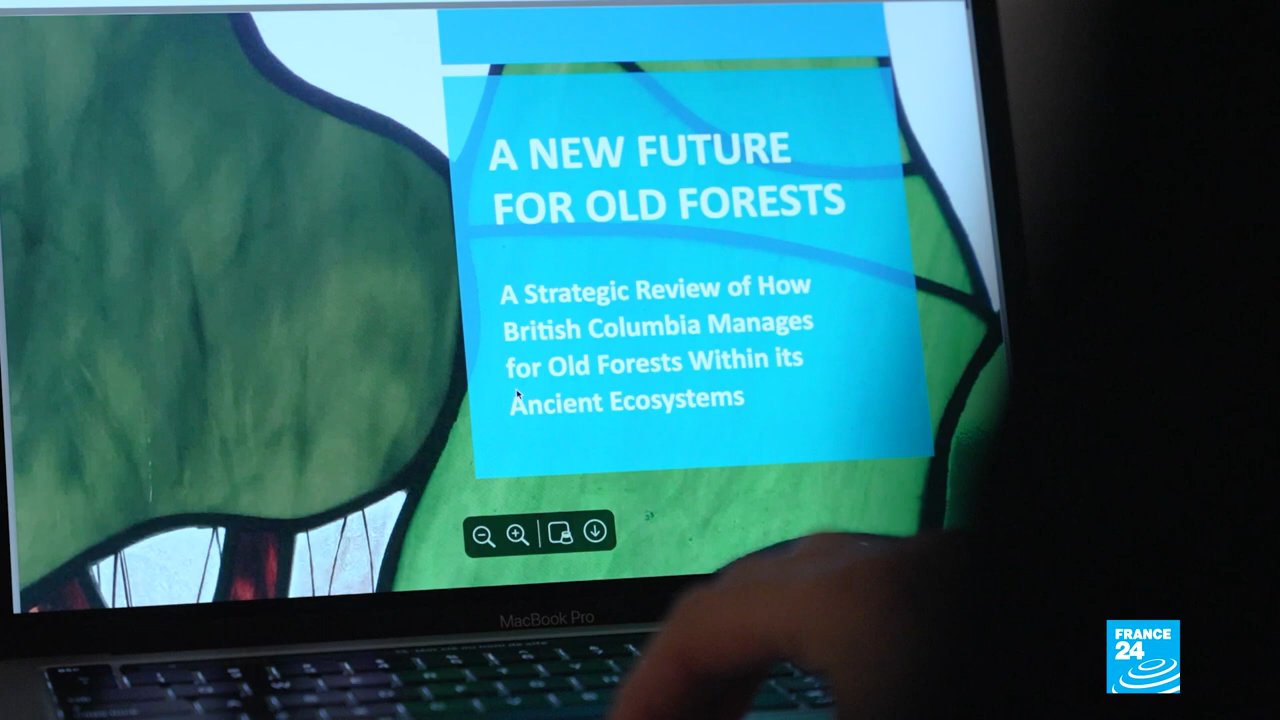 A NEW FUTURE
FOR OLD FORESTS
A Strategic Review of How
British Columbia Manages
for Old Forests Within its
Ancient Ecosystems
MacBook Pro
FRANCE
24